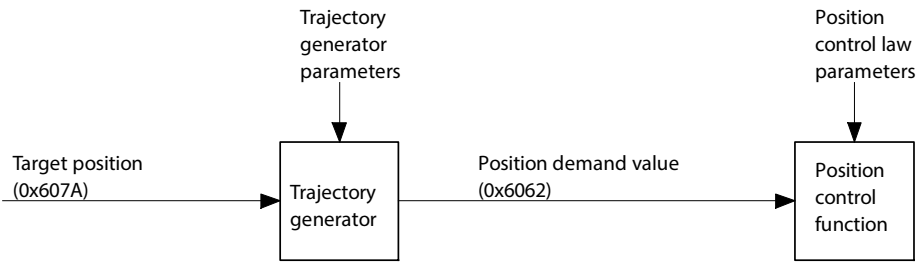 Trajectory
generator
parameters
Position
control law
parameters
Target position
(0x607A)
Trajectory
generator
Position demand value
(0x6062)
Position
control
function